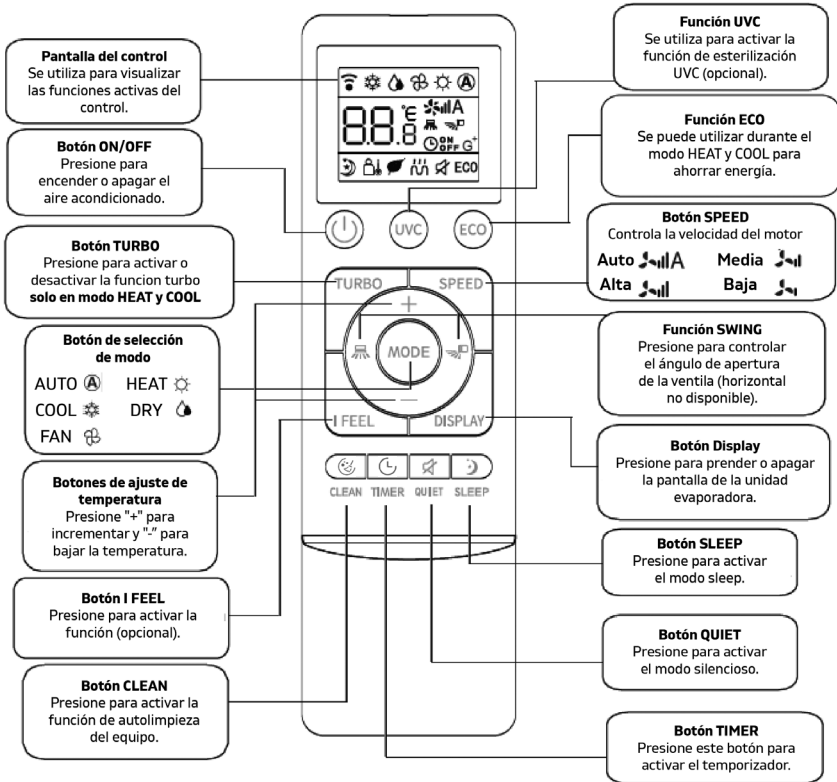 Pantalla del control
Se utiliza para visualizar
las funciones activas del
control.
Botón ON/OFF
Presione para
encender o apagar el
aire acondicionado.
Botón TURBO
Presione para activar o
desactivar la funcion turbo
solo en modo HEAT y COOL
Botón de selección
de modo
AUTO A HEAT
COOL DRY
FAN
Botones de ajuste de
temperatura
Presione "+" para
incrementar y "-" para
bajar la temperatura.
Botón I FEEL
Presione para activar la
función (opcional).
Botón CLEAN
Presione para activar la
función de autolimpieza
del equipo.
A
A
88.8 °F
ON
OFF G+
ECO
UVC ECO
TURBO SPEED
+
MODE
-
I FEEL DISPLAY
CLEAN TIMER QUIET SLEEP
Función UVC
Se utiliza para activar la
función de esterilización
UVC (opcional).
Función ECO
Se puede utilizar durante el
modo HEAT y COOL para
ahorrar energía.
Botón SPEED
Controla la velocidad del motor
Auto A Media
Alta Baja
Función SWING
Presione para controlar
el ángulo de apertura
de la ventila (horizontal
no disponible).
Botón Display
Presione para prender o apagar
la pantalla de la unidad
evaporadora.
Botón SLEEP
Presione para activar
el modo sleep.
Botón QUIET
Presione para activar
el modo silencioso.
Botón TIMER
Presione este botón para
activar el temporizador.